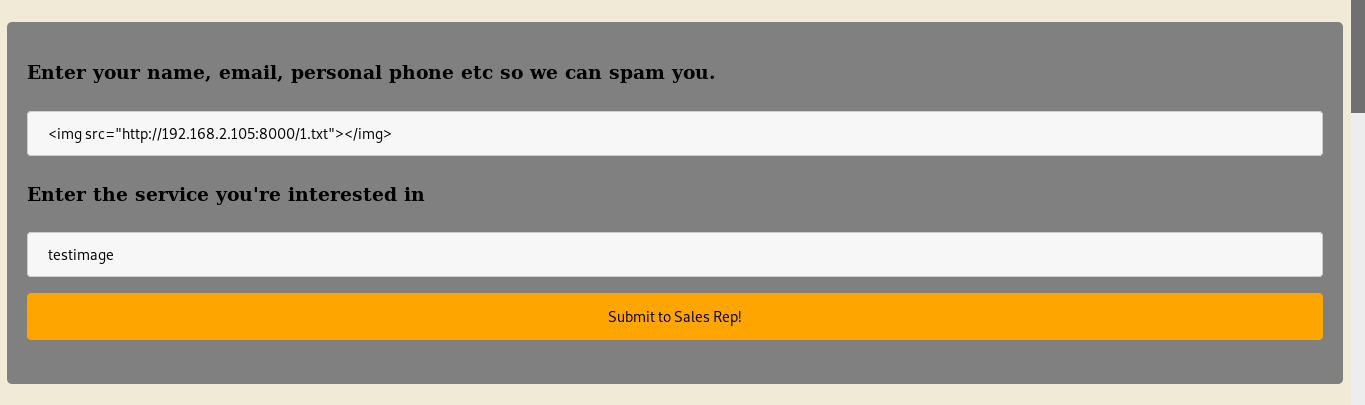 Enter your name, email, personal phone etc so we can spam you.
<img src="http://192.168.2.105:8000/1.txt"></img>
Enter the service you're interested in
testimage
Submit to Sales Rep!